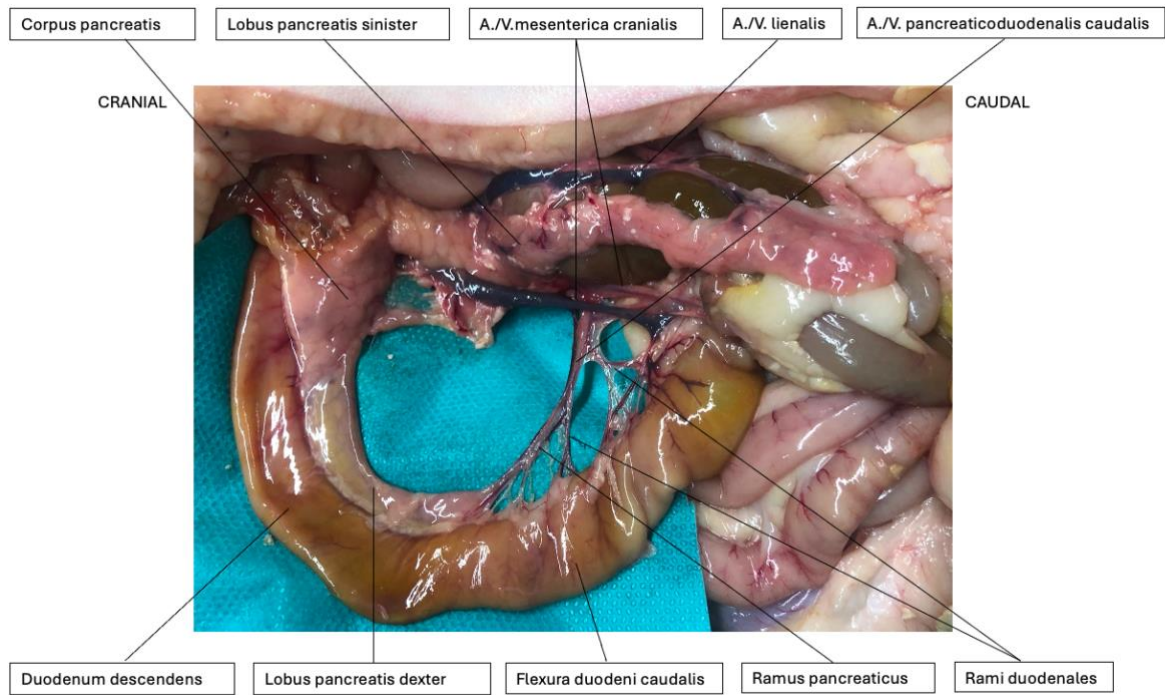 Corpus pancreatis
Lobus pancreatis sinister
A./V.mesenterica cranialis
A./V. lienalis
A./V. pancreaticoduodenalis caudalis
CRANIAL
CAUDAL
Duodenum descendens
Lobus pancreatis dexter
Flexura duodeni caudalis
Ramus pancreaticus
Rami duodenales